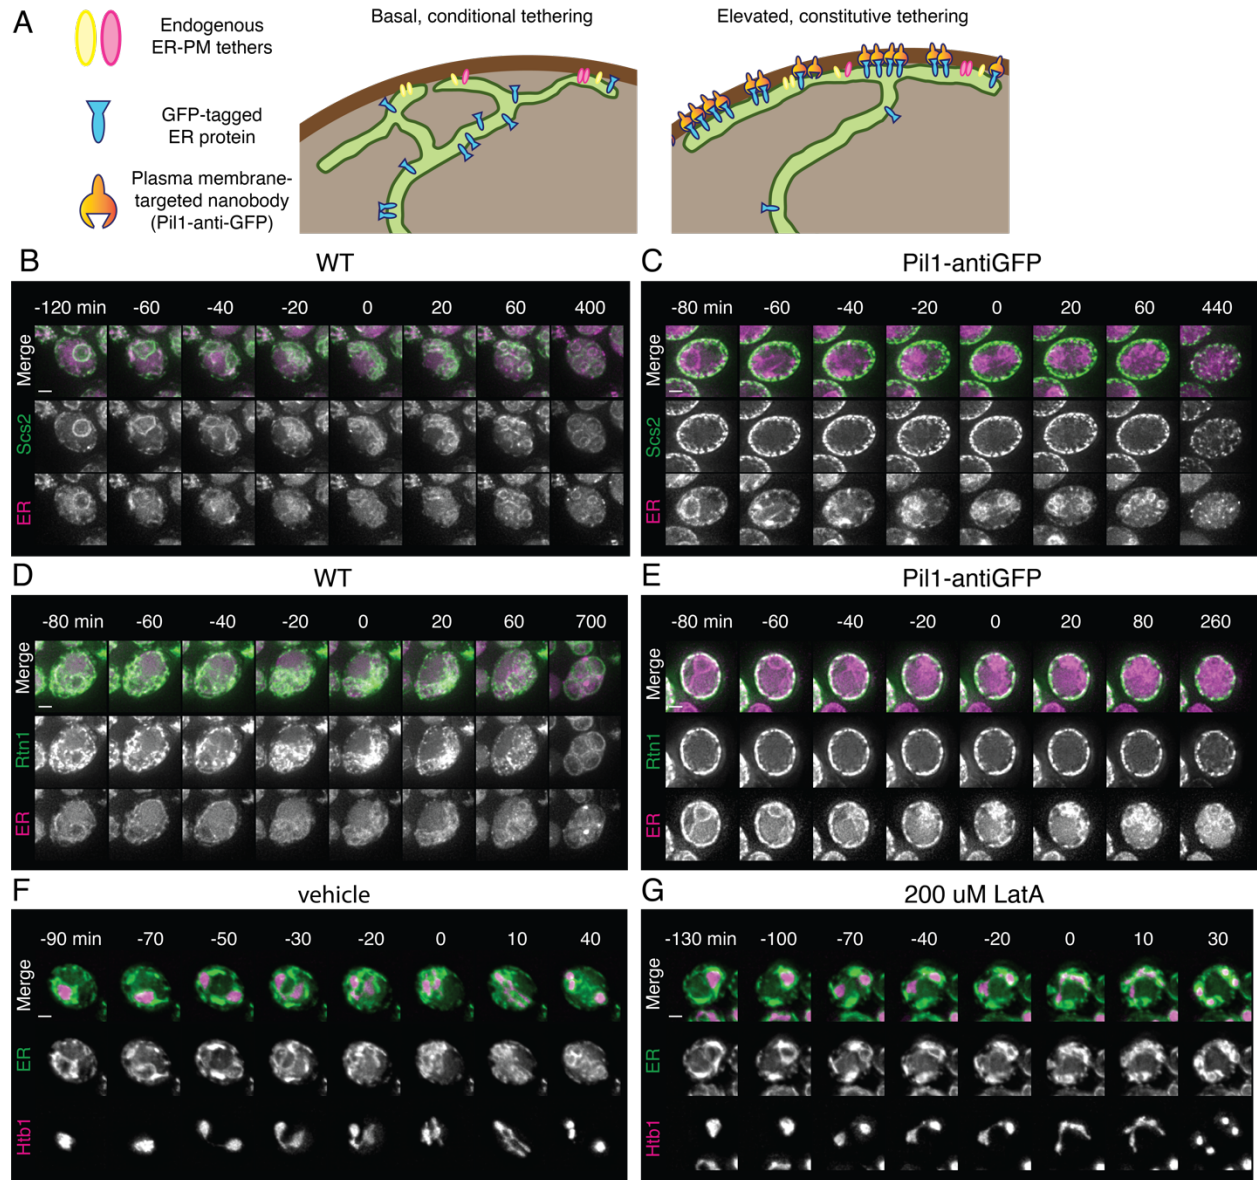 A
Endogenous
ER-PM tethers
GFP-tagged
ER protein
Plasma membrane-
targeted nanobody
(Pil1-anti-GFP)
Basal, conditional tethering
Elevated, constitutive tethering
B
WT
-120 min -60 -40 -20 0 20 60 400
Merge
Scs2
ER
C
Pil1-antiGFP
-80 min -60 -40 -20 0 20 60 440
Merge
Scs2
ER
D
WT
-80 min -60 -40 -20 0 20 60 700
Merge
Rtn1
ER
E
Pil1-antiGFP
-80 min -60 -40 -20 0 20 80 260
Merge
Rtn1
ER
F
vehicle
-90 min -70 -50 -30 -20 0 10 40
Merge
ER
Htb1
G
200 uM LatA
-130 min -100 -70 -40 -20 0 10 30
Merge
ER
Htb1